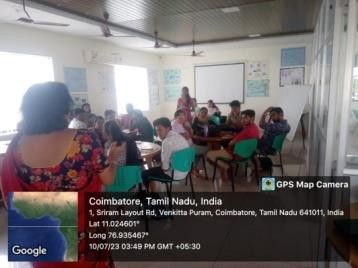 GPS Map Camera
Coimbatore, Tamil Nadu, India
1, Sriram Layout Rd, Venkitta Puram, Coimbatore, Tamil Nadu 641011, India
Lat 11.024601°
Long 76.935467°
10/07/23 03:49 PM GMT +05:30
Google